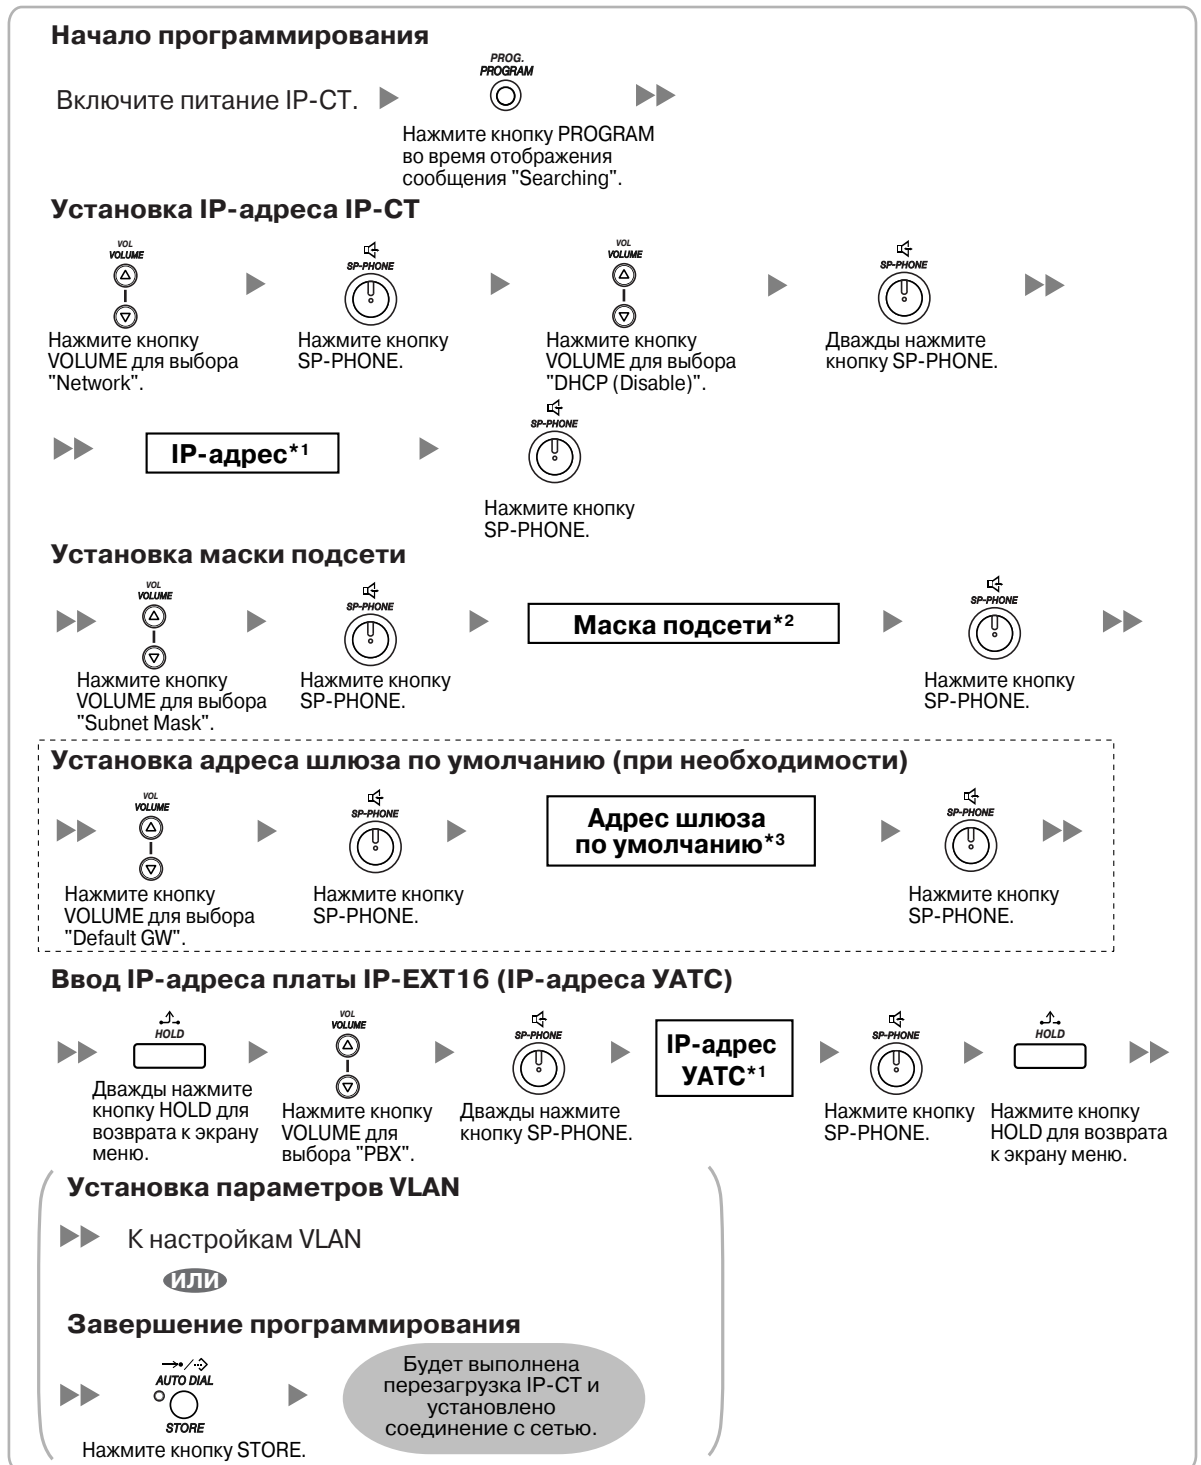 Начало программирования
PROG.
PROGRAM
Включите питание IP-СТ.
Нажмите кнопку PROGRAM
во время отображения
сообщения "Searching".
Установка IP-адреса IP-СТ
VOL
VOLUME
SP-PHONE
VOL
VOLUME
SP-PHONE
Нажмите кнопку
VOLUME для выбора
"Network".
Нажмите кнопку
SP-PHONE.
Нажмите кнопку
VOLUME для выбора
"DHCP (Disable)".
Дважды нажмите
кнопку SP-PHONE.
IP-адрес*1
SP-PHONE
Нажмите кнопку
SP-PHONE.
Установка маски подсети
VOL
VOLUME
SP-PHONE
Маска подсети*2
SP-PHONE
Нажмите кнопку
VOLUME для выбора
"Subnet Mask".
Нажмите кнопку
SP-PHONE.
Нажмите кнопку
SP-PHONE.
Установка адреса шлюза по умолчанию (при необходимости)
VOL
VOLUME
SP-PHONE
Адрес шлюза
по умолчанию*3
SP-PHONE
Нажмите кнопку
VOLUME для выбора
"Default GW".
Нажмите кнопку
SP-PHONE.
Нажмите кнопку
SP-PHONE.
Ввод IP-адреса платы IP-EXT16 (IP-адреса УАТС)
HOLD
VOL
VOLUME
SP-PHONE
IP-адрес
УАТС*1
SP-PHONE
HOLD
Дважды нажмите
кнопку HOLD для
возврата к экрану
меню.
Нажмите кнопку
VOLUME для
выбора "PBX".
Дважды нажмите
кнопку SP-PHONE.
Нажмите кнопку
SP-PHONE.
Нажмите кнопку
HOLD для возврата
к экрану меню.
Установка параметров VLAN
К настройкам VLAN
ИЛИ
Завершение программирования
AUTO DIAL
STORE
Нажмите кнопку STORE.
Будет выполнена
перезагрузка IP-СТ и
установлено
соединение с сетью.